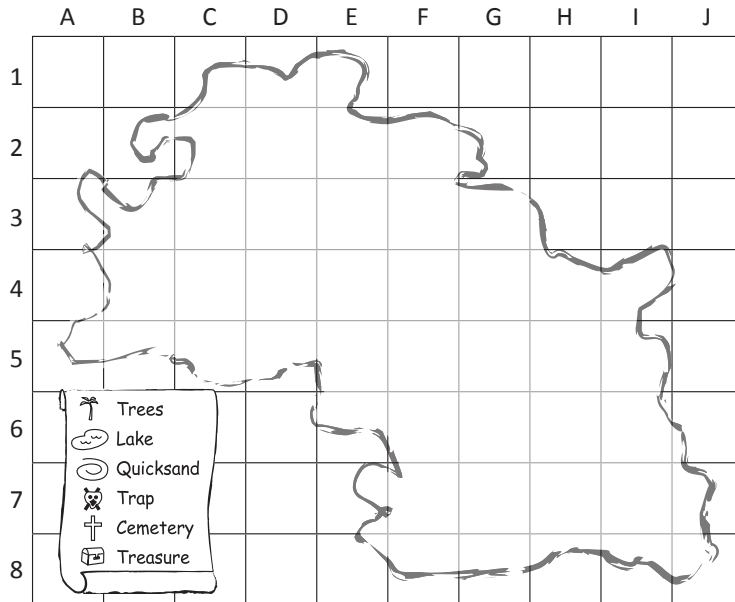 A B C D E F G H I J
1
2
3
4
5
6
7
8
Trees
Lake
Quicksand
Trap
Cemetery
Treasure